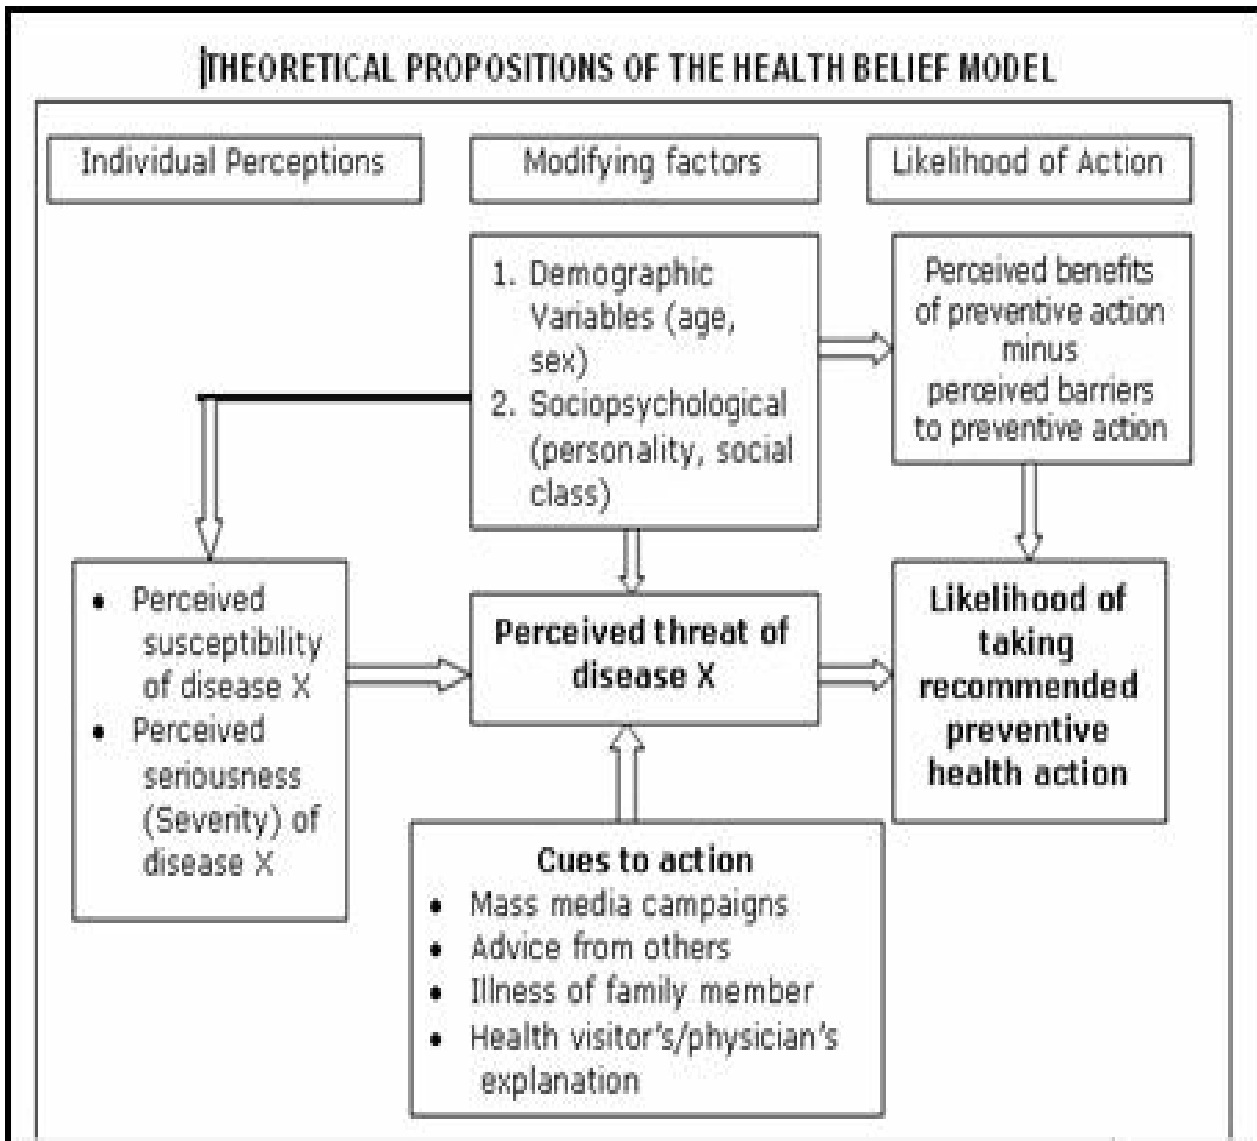 THEORETICAL PROPOSITIONS OF THE HEALTH BELIEF MODEL
Individual Perceptions
Modifying factors
Likelihood of Action
1. Demographic
Variables (age,
sex)
2. Sociopsychological
(personality, social
class)
Perceived benefits
of preventive action
minus
perceived barriers
to preventive action
• Perceived
susceptibility
of disease X
• Perceived
seriousness
(Severity) of
disease X
Perceived threat of
disease X
Likelihood of
taking
recommended
preventive
health action
Cues to action
• Mass media campaigns
• Advice from others
• Illness of family member
• Health visitor's/physician's
explanation